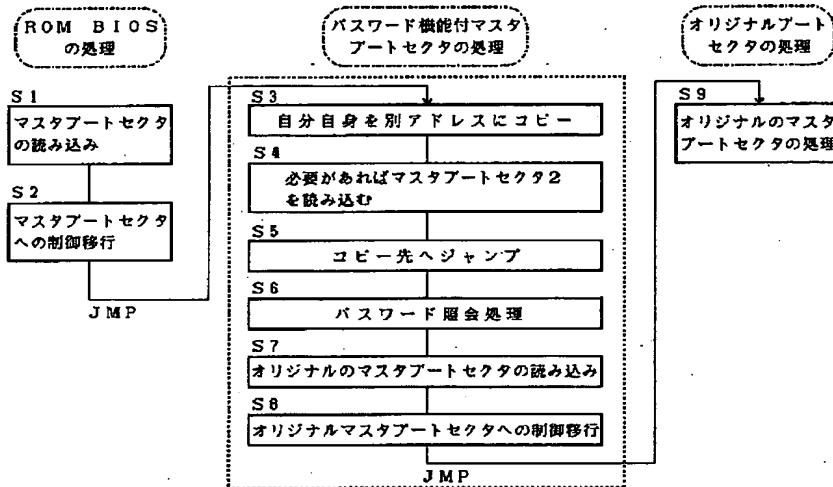 ROM BIOS
の処理
S1
マスタブートセクタ
の読み込み
S2
マスタブートセクタ
への制御移行
JMP
パスワード機能付マスタ
ブートセクタの処理
S3
自分自身を別アドレスにコピー
S4
必要があればマスタブートセクタ2
を読み込む
S5
コピー先へジャンプ
S6
パスワード照会処理
S7
オリジナルのマスタブートセクタの読み込み
S8
オリジナルマスタブートセクタへの制御移行
JMP
オリジナルブート
セクタの処理
S9
オリジナルのマスタ
ブートセクタの処理